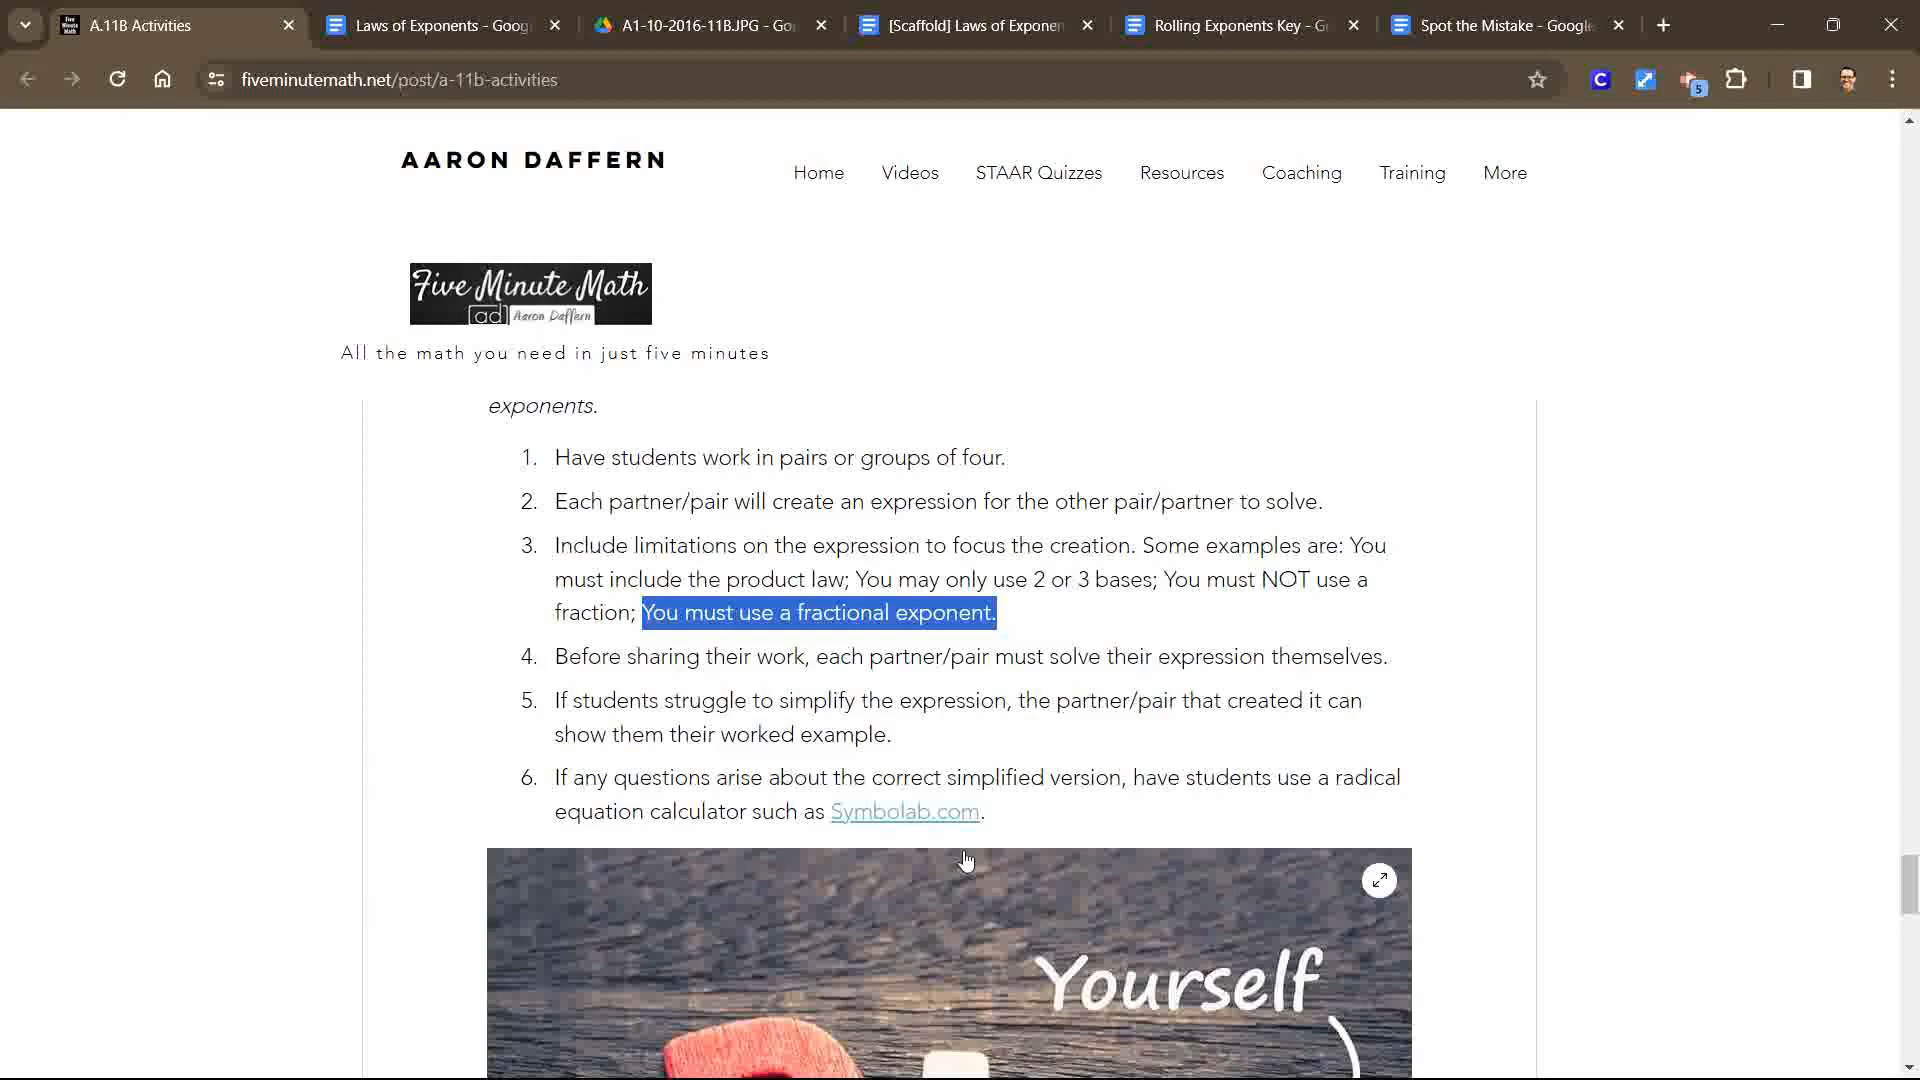 A.11B Activities
Laws of Exponents - Goog
A1-10-2016-11B.JPG - Go
[Scaffold] Laws of Exponen
Rolling Exponents Key - G
Spot the Mistake - Google
fiveminutemath.net/post/a-11b-activities
C
5
AARON DAFFERN
Home
Videos
STAAR Quizzes
Resources
Coaching
Training
More
Five Minute Math
ad Aaron Daffern
All the math you need in just five minutes
exponents.
1. Have students work in pairs or groups of four.
2. Each partner/pair will create an expression for the other pair/partner to solve.
3. Include limitations on the expression to focus the creation. Some examples are: You
must include the product law; You may only use 2 or 3 bases; You must NOT use a
fraction; You must use a fractional exponent.
4. Before sharing their work, each partner/pair must solve their expression themselves.
5. If students struggle to simplify the expression, the partner/pair that created it can
show them their worked example.
6. If any questions arise about the correct simplified version, have students use a radical
equation calculator such as Symbolab.com.
Yourself